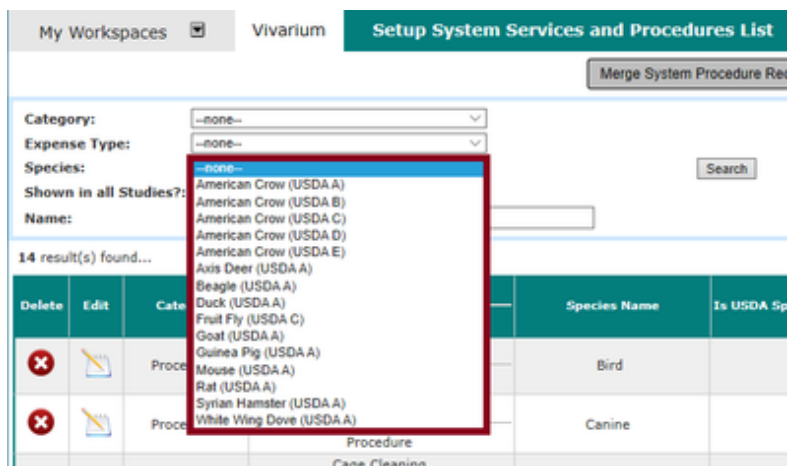 My Workspaces Vivarium Setup System Services and Procedures List
Merge System Procedure Rec
Category: --none--
Expense Type: --none--
Species:
Search
Shown in all Studies?:
Name:
--none--
American Crow (USDA A)
American Crow (USDA B)
American Crow (USDA C)
American Crow (USDA D)
American Crow (USDA E)
Axis Deer (USDA A)
Beagle (USDA A)
Duck (USDA A)
Fruit Fly (USDA C)
Goat (USDA A)
Guinea Pig (USDA A)
Mouse (USDA A)
Rat (USDA A)
Syrian Hamster (USDA A)
White Wing Dove (USDA A)
14 result(s) found...
Delete Edit Cate Species Name Is USDA Sp
Proce Bird
Proce Canine
Procedure
Cage Cleaning